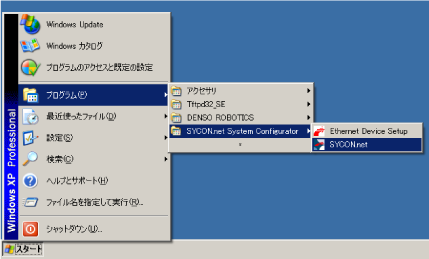 Windows Update
Windows カタログ
プログラムのアクセスと既定の設定
プログラム(P)
最近使ったファイル(D)
設定(S)
検索(C)
ヘルプとサポート(H)
ファイル名を指定して実行(R)...
シャットダウン(U)...
Windows XP Professional
スタート
アクセサリ
Tftpd32_SE
DENSO ROBOTICS
SYCON.net System Configurator
Ethernet Device Setup
SYCON.net